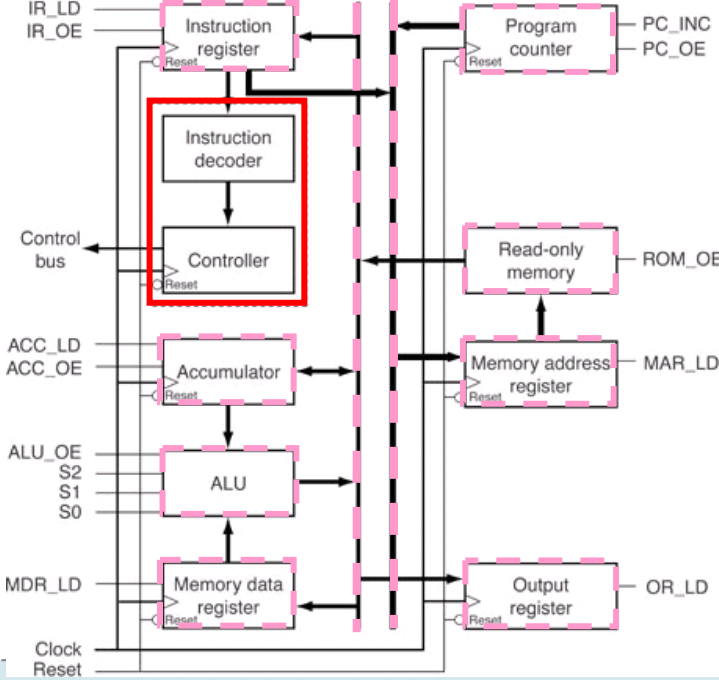 IR_LD
IR_OE
Instruction
register
Reset
Program
counter
Reset
PC_INC
PC_OE
Instruction
decoder
Control
bus
Controller
Reset
Read-only
memory
ROM_OE
ACC_LD
ACC_OE
Accumulator
Reset
Memory address
register
Reset
MAR_LD
ALU_OE
S2
S1
S0
ALU
MDR_LD
Memory data
register
Reset
Output
register
Reset
OR_LD
Clock
Reset